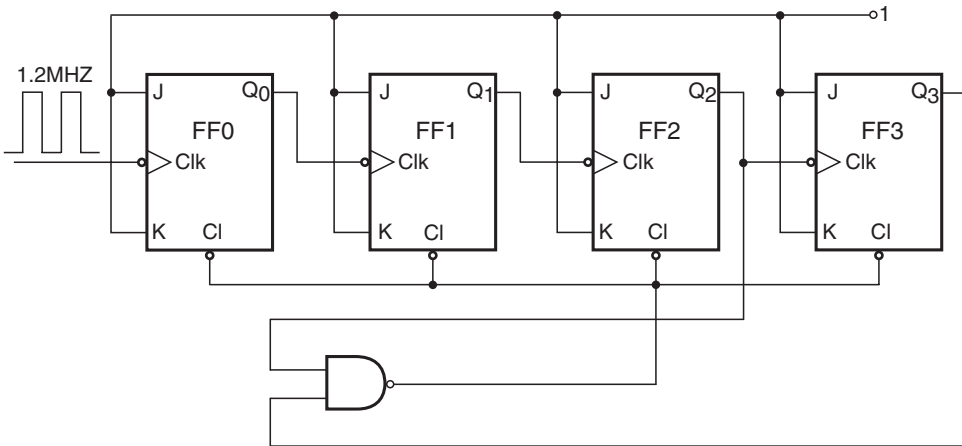 1
1.2MHZ
J Q0
FF0
Clk
K Cl
J Q1
FF1
Clk
K Cl
J Q2
FF2
Clk
K Cl
J Q3
FF3
Clk
K Cl